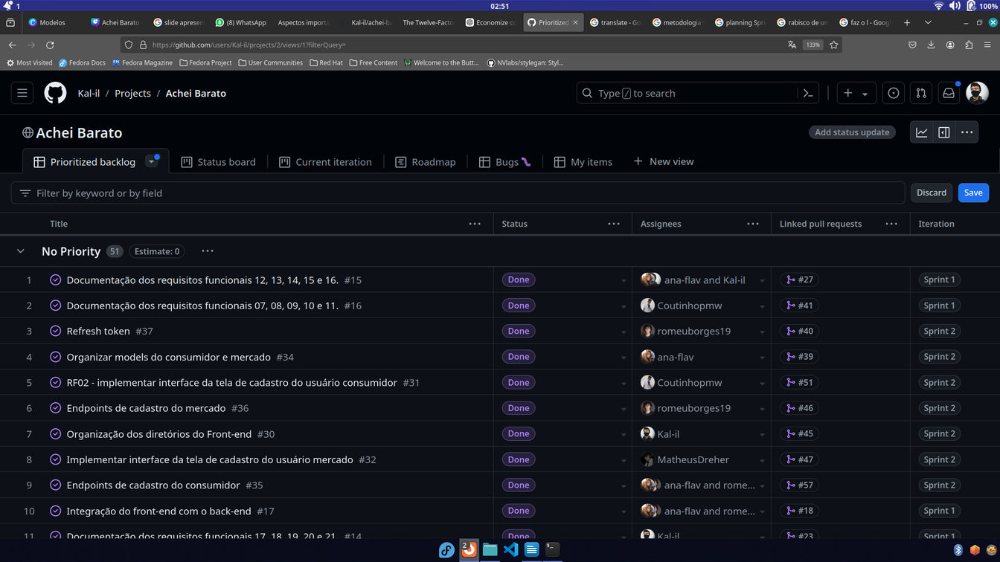 1
02:51
100%
Modelos
Achei Barato
slide apresen
(8) WhatsApp
Aspectos importa
Kal-il/achei-ba
The Twelve-Facto
Economize co
Prioritized
translate - Go
metodologia
planning Spri
rabisco de um
faz o l - Googl
https://github.com/users/Kal-il/projects/2/views/1?filterQuery=
133%
Most Visited
Fedora Docs
Fedora Magazine
Fedora Project
User Communities
Red Hat
Free Content
Welcome to the Butt...
NVlabs/stylegan: Styl...
Kal-il / Projects / Achei Barato
Type / to search
Achei Barato
Add status update
Prioritized backlog
Status board
Current iteration
Roadmap
Bugs
My items
New view
Filter by keyword or by field
Discard
Save
Title Status Assignees Linked pull requests Iteration
No Priority 51 Estimate: 0
1 Documentação dos requisitos funcionais 12, 13, 14, 15 e 16. #15 Done ana-flav and Kal-il #27 Sprint 1
2 Documentação dos requisitos funcionais 07, 08, 09, 10 e 11. #16 Done Coutinhopmw #41 Sprint 1
3 Refresh token #37 Done romeuborges19 #40 Sprint 2
4 Organizar models do consumidor e mercado #34 Done ana-flav #39 Sprint 2
5 RF02 - implementar interface da tela de cadastro do usuário consumidor #31 Done Coutinhopmw #51 Sprint 2
6 Endpoints de cadastro do mercado #36 Done romeuborges19 #46 Sprint 2
7 Organização dos diretórios do Front-end #30 Done Kal-il #45 Sprint 2
8 Implementar interface da tela de cadastro do usuário mercado #32 Done MatheusDreher #47 Sprint 2
9 Endpoints de cadastro do consumidor #35 Done ana-flav and rome... #57 Sprint 2
10 Integração do front-end com o back-end #17 Done ana-flav and rome... #18 Sprint 1
11 Documentação dos requisitos funcionais 17, 18, 19, 20 e 21. #14 Done Kal-il #23 Sprint 1
2